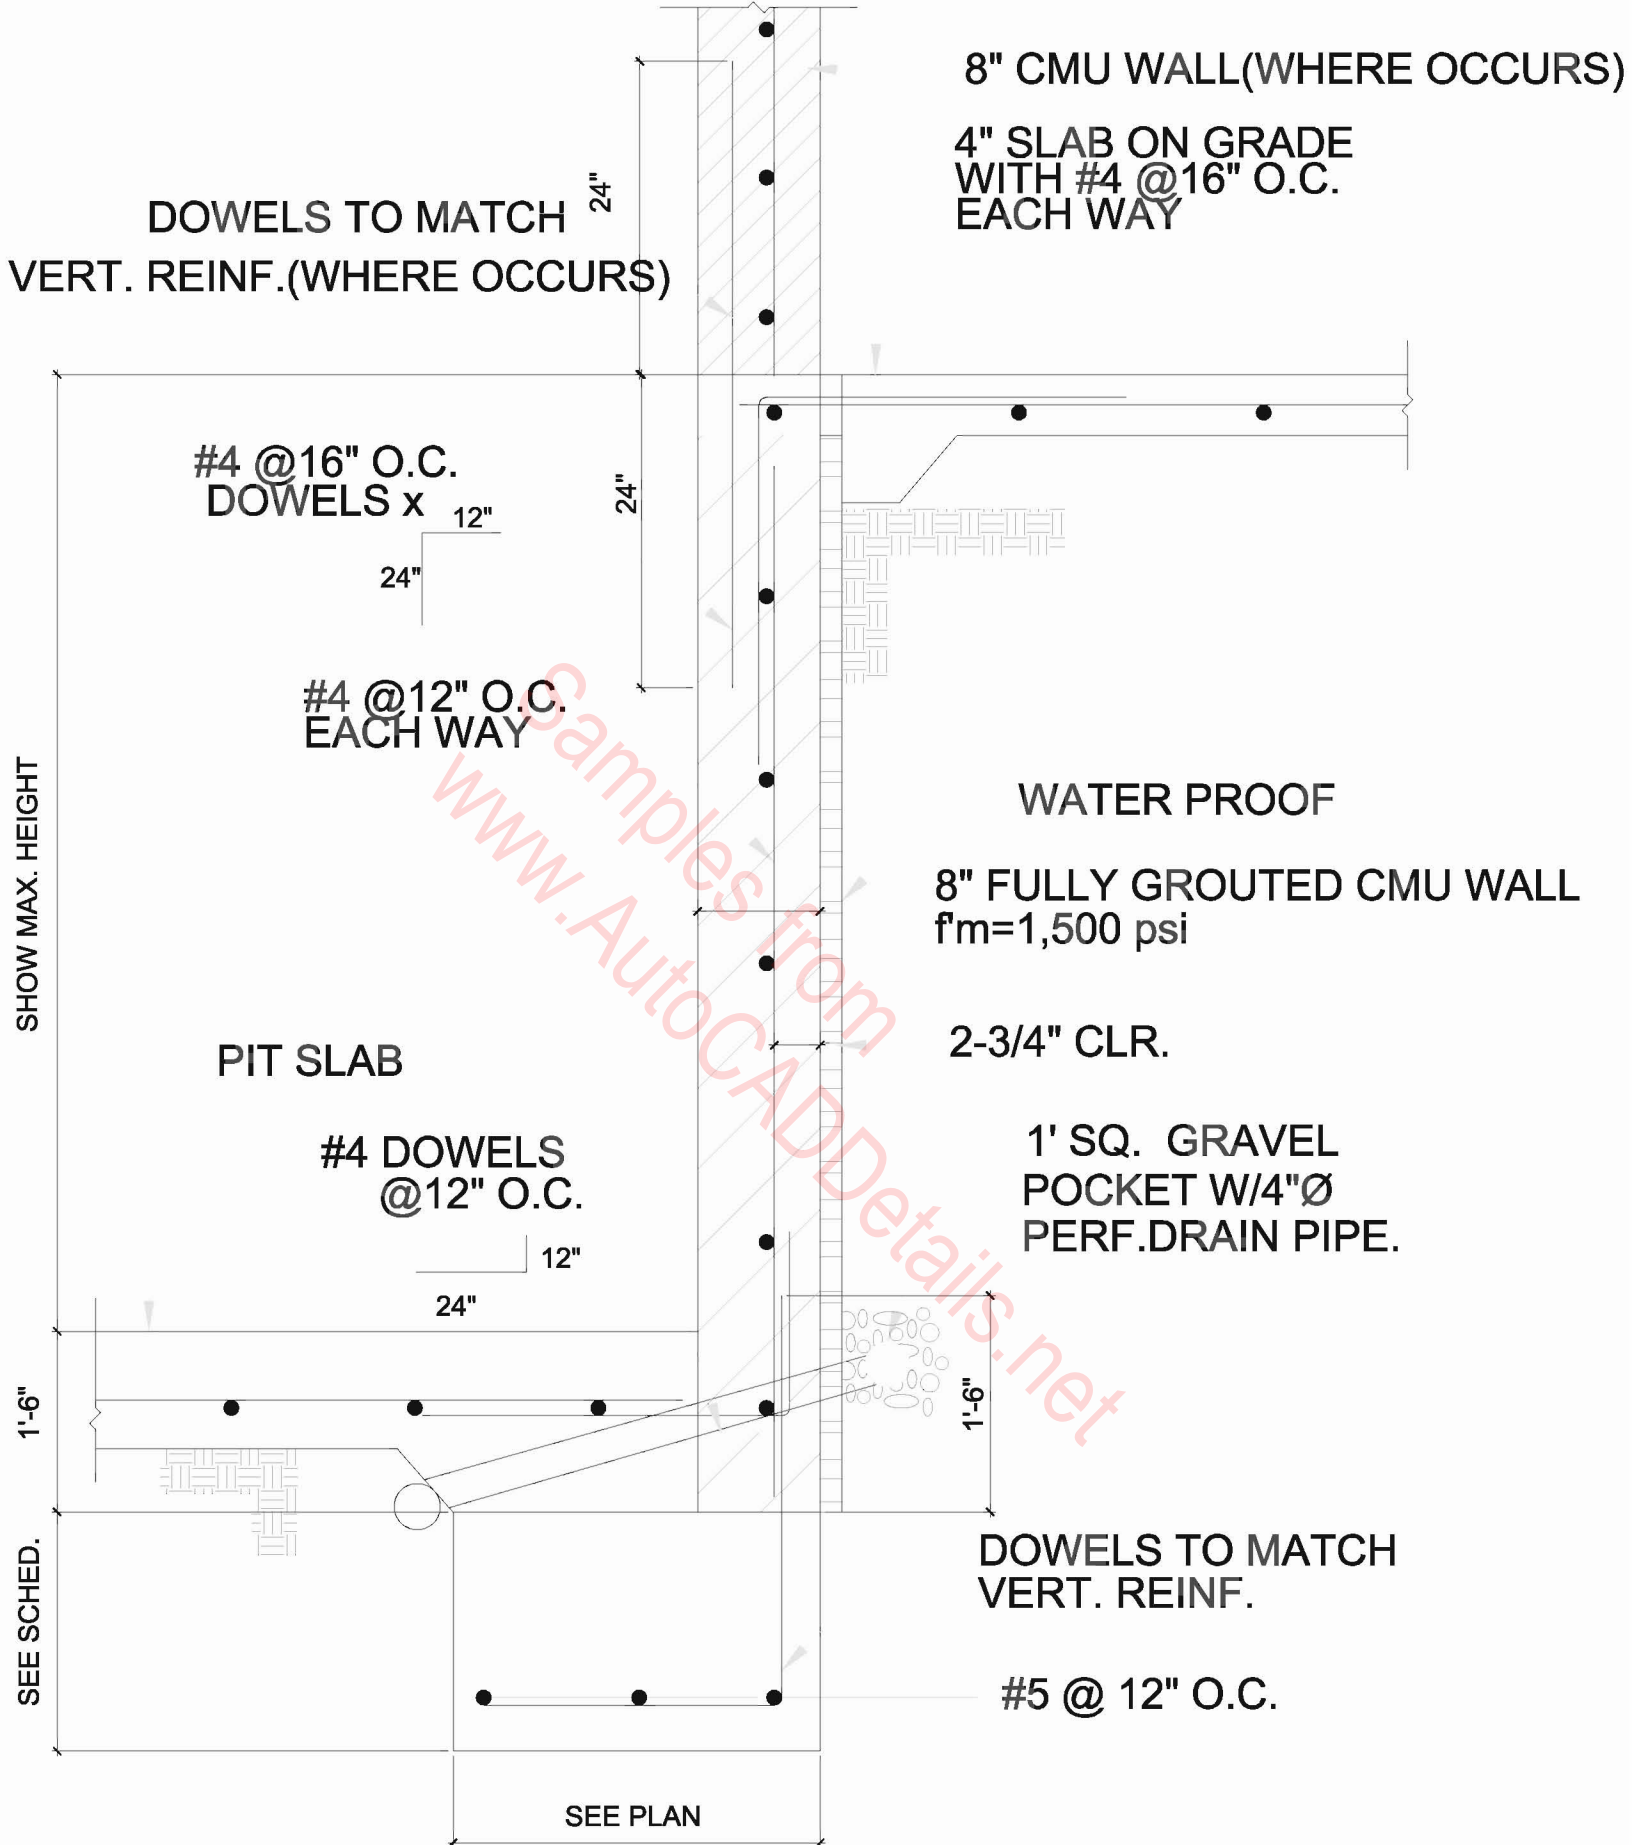 8" CMU WALL(WHERE OCCURS)
4" SLAB ON GRADE
WITH #4 @16" O.C.
EACH WAY
24"
DOWELS TO MATCH
VERT. REINF.(WHERE OCCURS)
#4 @16" O.C.
DOWELS x
12"
24"
24"
#4 @12" O.C.
EACH WAY
SHOW MAX. HEIGHT
WATER PROOF
8" FULLY GROUTED CMU WALL
f'm=1,500 psi
2-3/4" CLR.
PIT SLAB
#4 DOWELS
@12" O.C.
12"
24"
1' SQ. GRAVEL
POCKET W/4"Ø
PERF.DRAIN PIPE.
1'-6"
1'-6"
SEE SCHED.
DOWELS TO MATCH
VERT. REINF.
#5 @ 12" O.C.
SEE PLAN
Samples from
www.AutoCADDetails.net